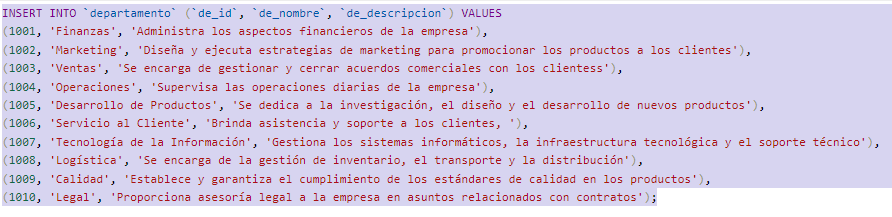 INSERT INTO `departamento` (`de_id`, `de_nombre`, `de_descripcion`) VALUES
(1001, 'Finanzas', 'Administra los aspectos financieros de la empresa'),
(1002, 'Marketing', 'Diseña y ejecuta estrategias de marketing para promocionar los productos a los clientes'),
(1003, 'Ventas', 'Se encarga de gestionar y cerrar acuerdos comerciales con los clientess'),
(1004, 'Operaciones', 'Supervisa las operaciones diarias de la empresa'),
(1005, 'Desarrollo de Productos', 'Se dedica a la investigación, el diseño y el desarrollo de nuevos productos'),
(1006, 'Servicio al Cliente', 'Brinda asistencia y soporte a los clientes, '),
(1007, 'Tecnología de la Información', 'Gestiona los sistemas informáticos, la infraestructura tecnológica y el soporte técnico'),
(1008, 'Logística', 'Se encarga de la gestión de inventario, el transporte y la distribución'),
(1009, 'Calidad', 'Establece y garantiza el cumplimiento de los estándares de calidad en los productos'),
(1010, 'Legal', 'Proporciona asesoría legal a la empresa en asuntos relacionados con contratos');